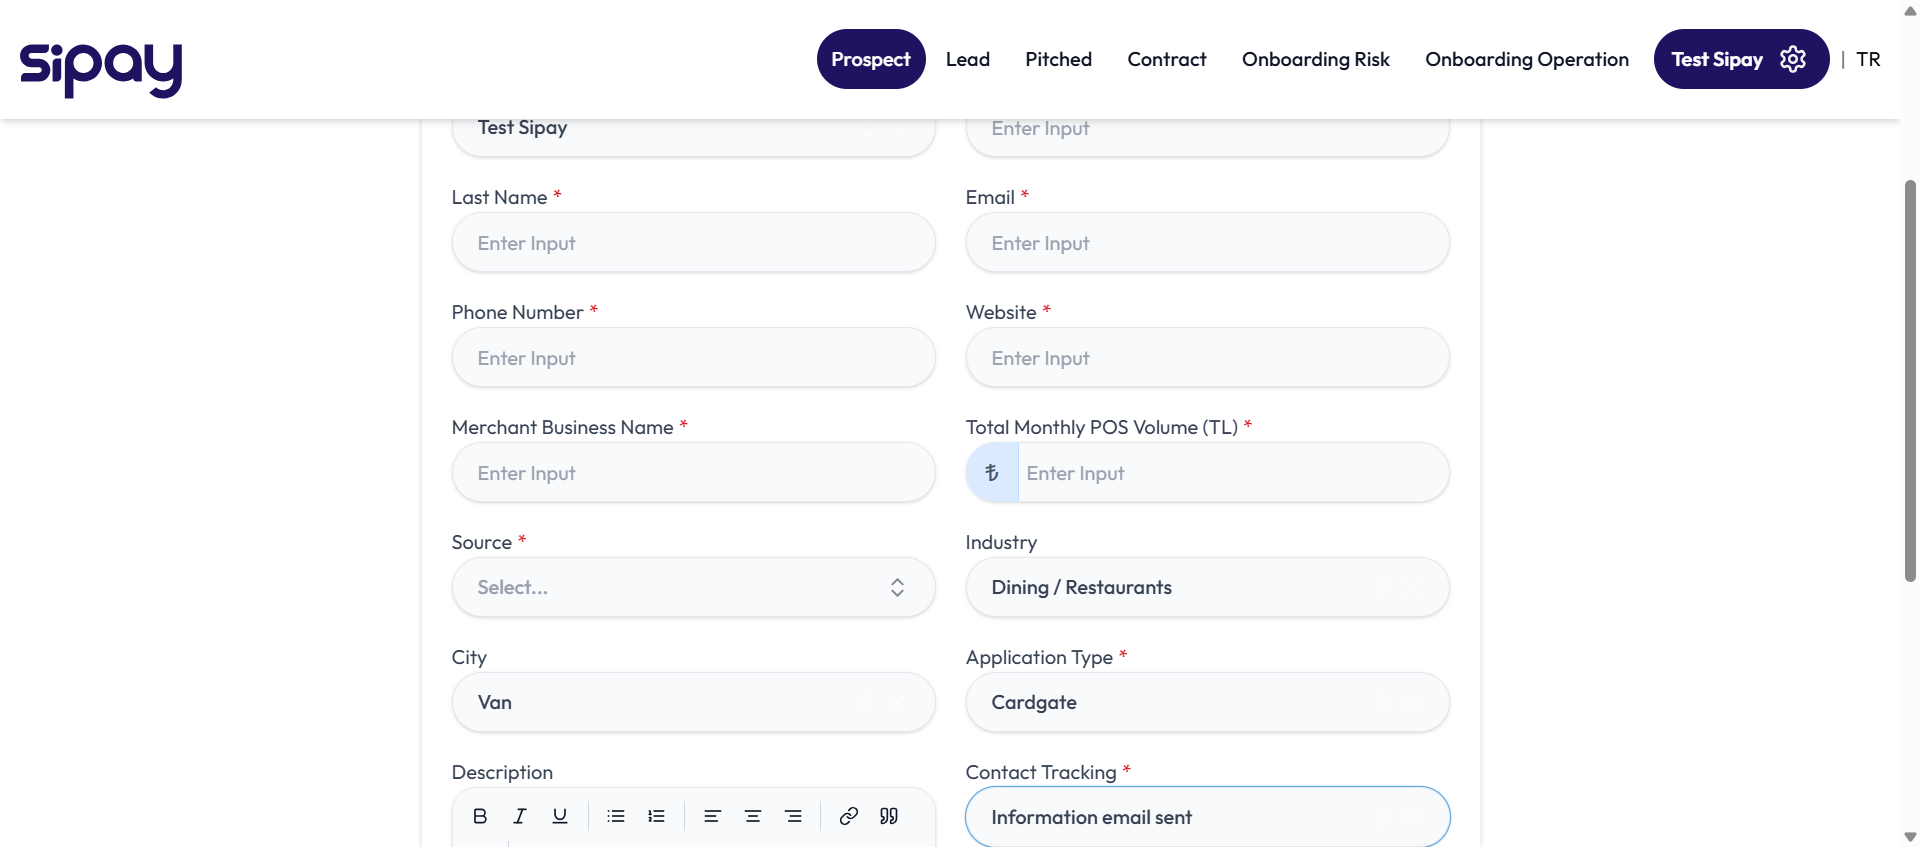 sipay
Prospect Lead Pitched Contract Onboarding Risk Onboarding Operation Test Sipay | TR
Test Sipay
Enter Input
Last Name *
Email *
Enter Input
Enter Input
Phone Number *
Website *
Enter Input
Enter Input
Merchant Business Name *
Total Monthly POS Volume (TL) *
Enter Input
₺ Enter Input
Source *
Industry
Select...
Dining / Restaurants
City
Application Type *
Van
Cardgate
Description
Contact Tracking *
B I U
Information email sent